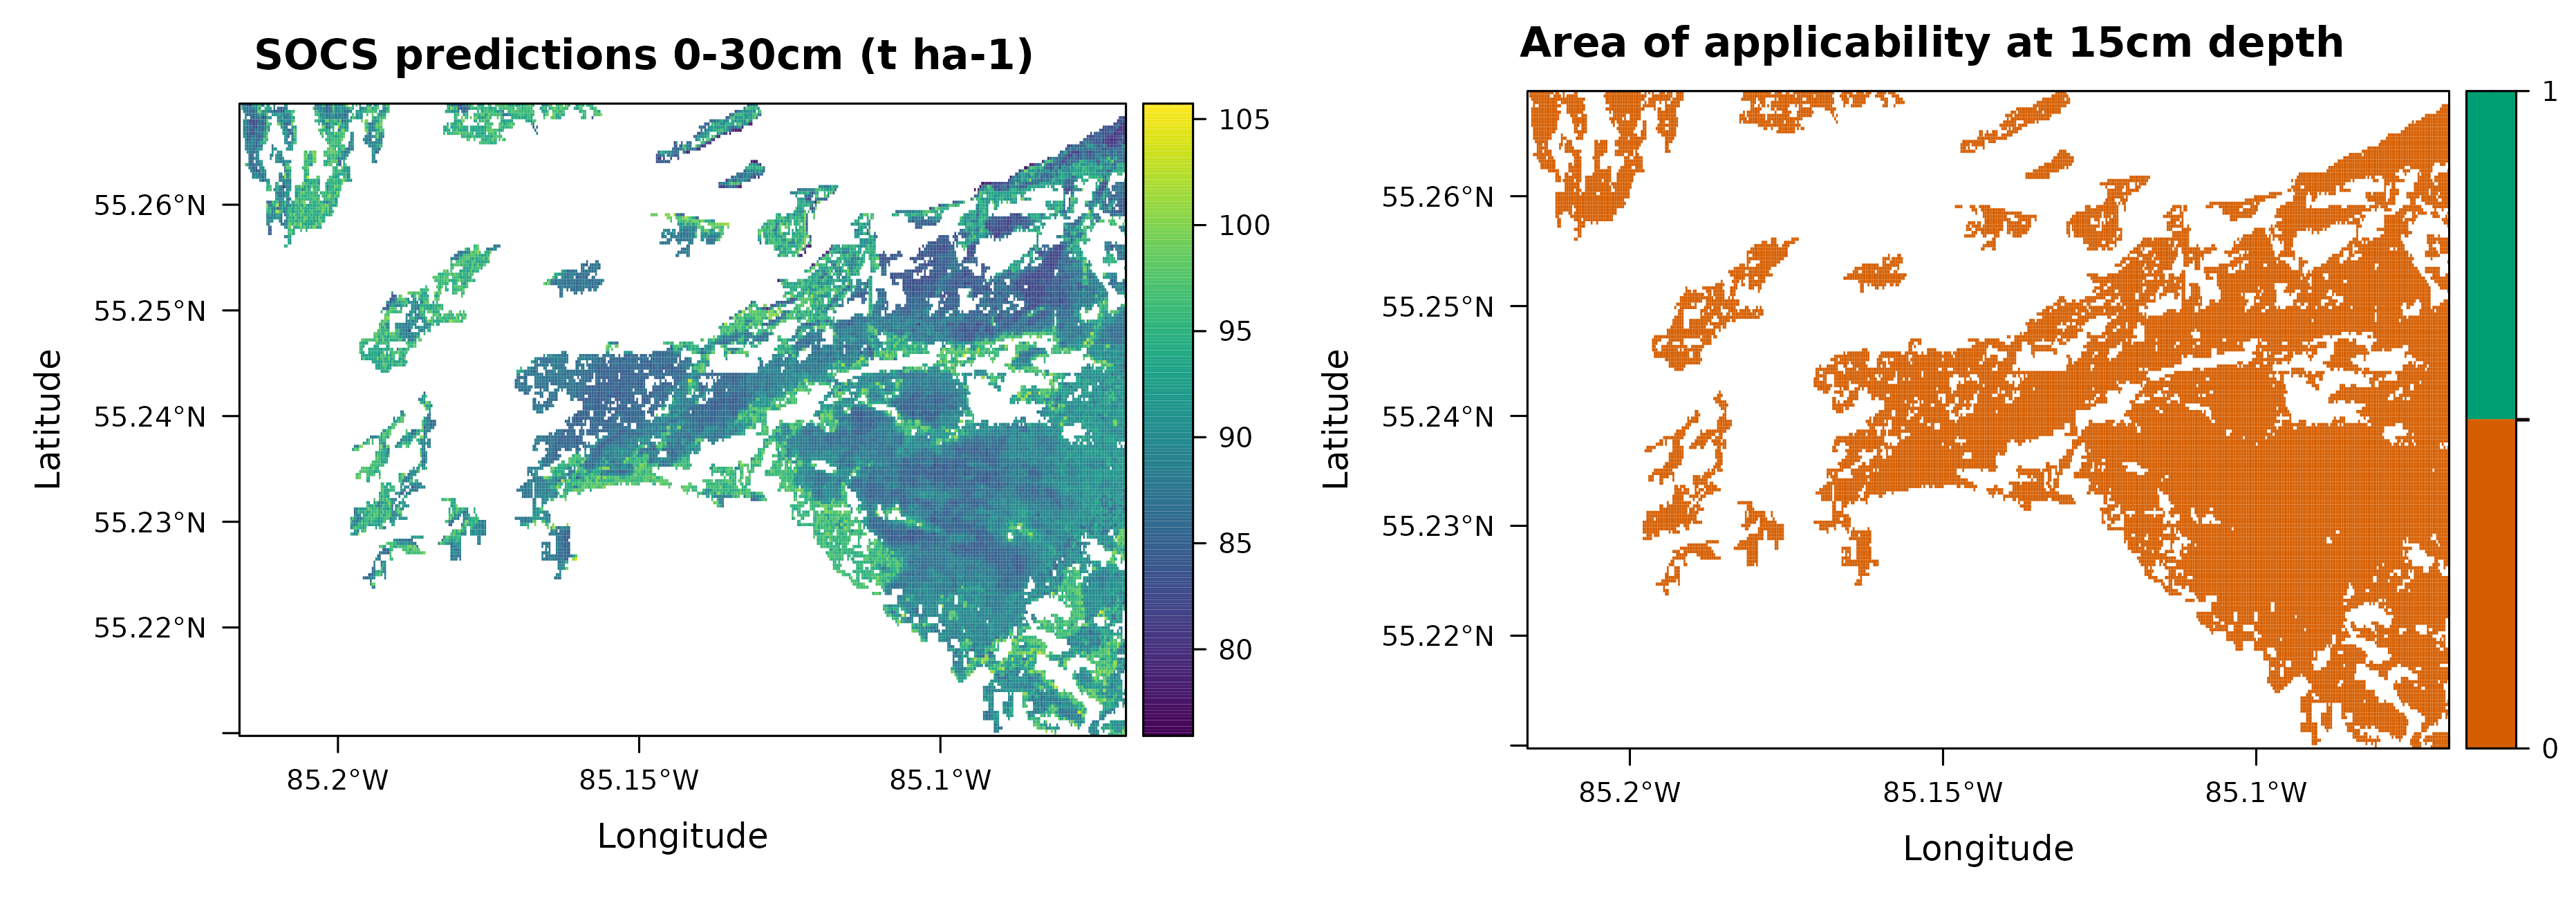 SOCS predictions 0-30cm (t ha-1)
105
100
95
90
85
80
55.26°N
55.25°N
55.24°N
55.23°N
55.22°N
Latitude
85.2°W
85.15°W
85.1°W
Longitude
Area of applicability at 15cm depth
1
0
55.26°N
55.25°N
55.24°N
55.23°N
55.22°N
Latitude
85.2°W
85.15°W
85.1°W
Longitude